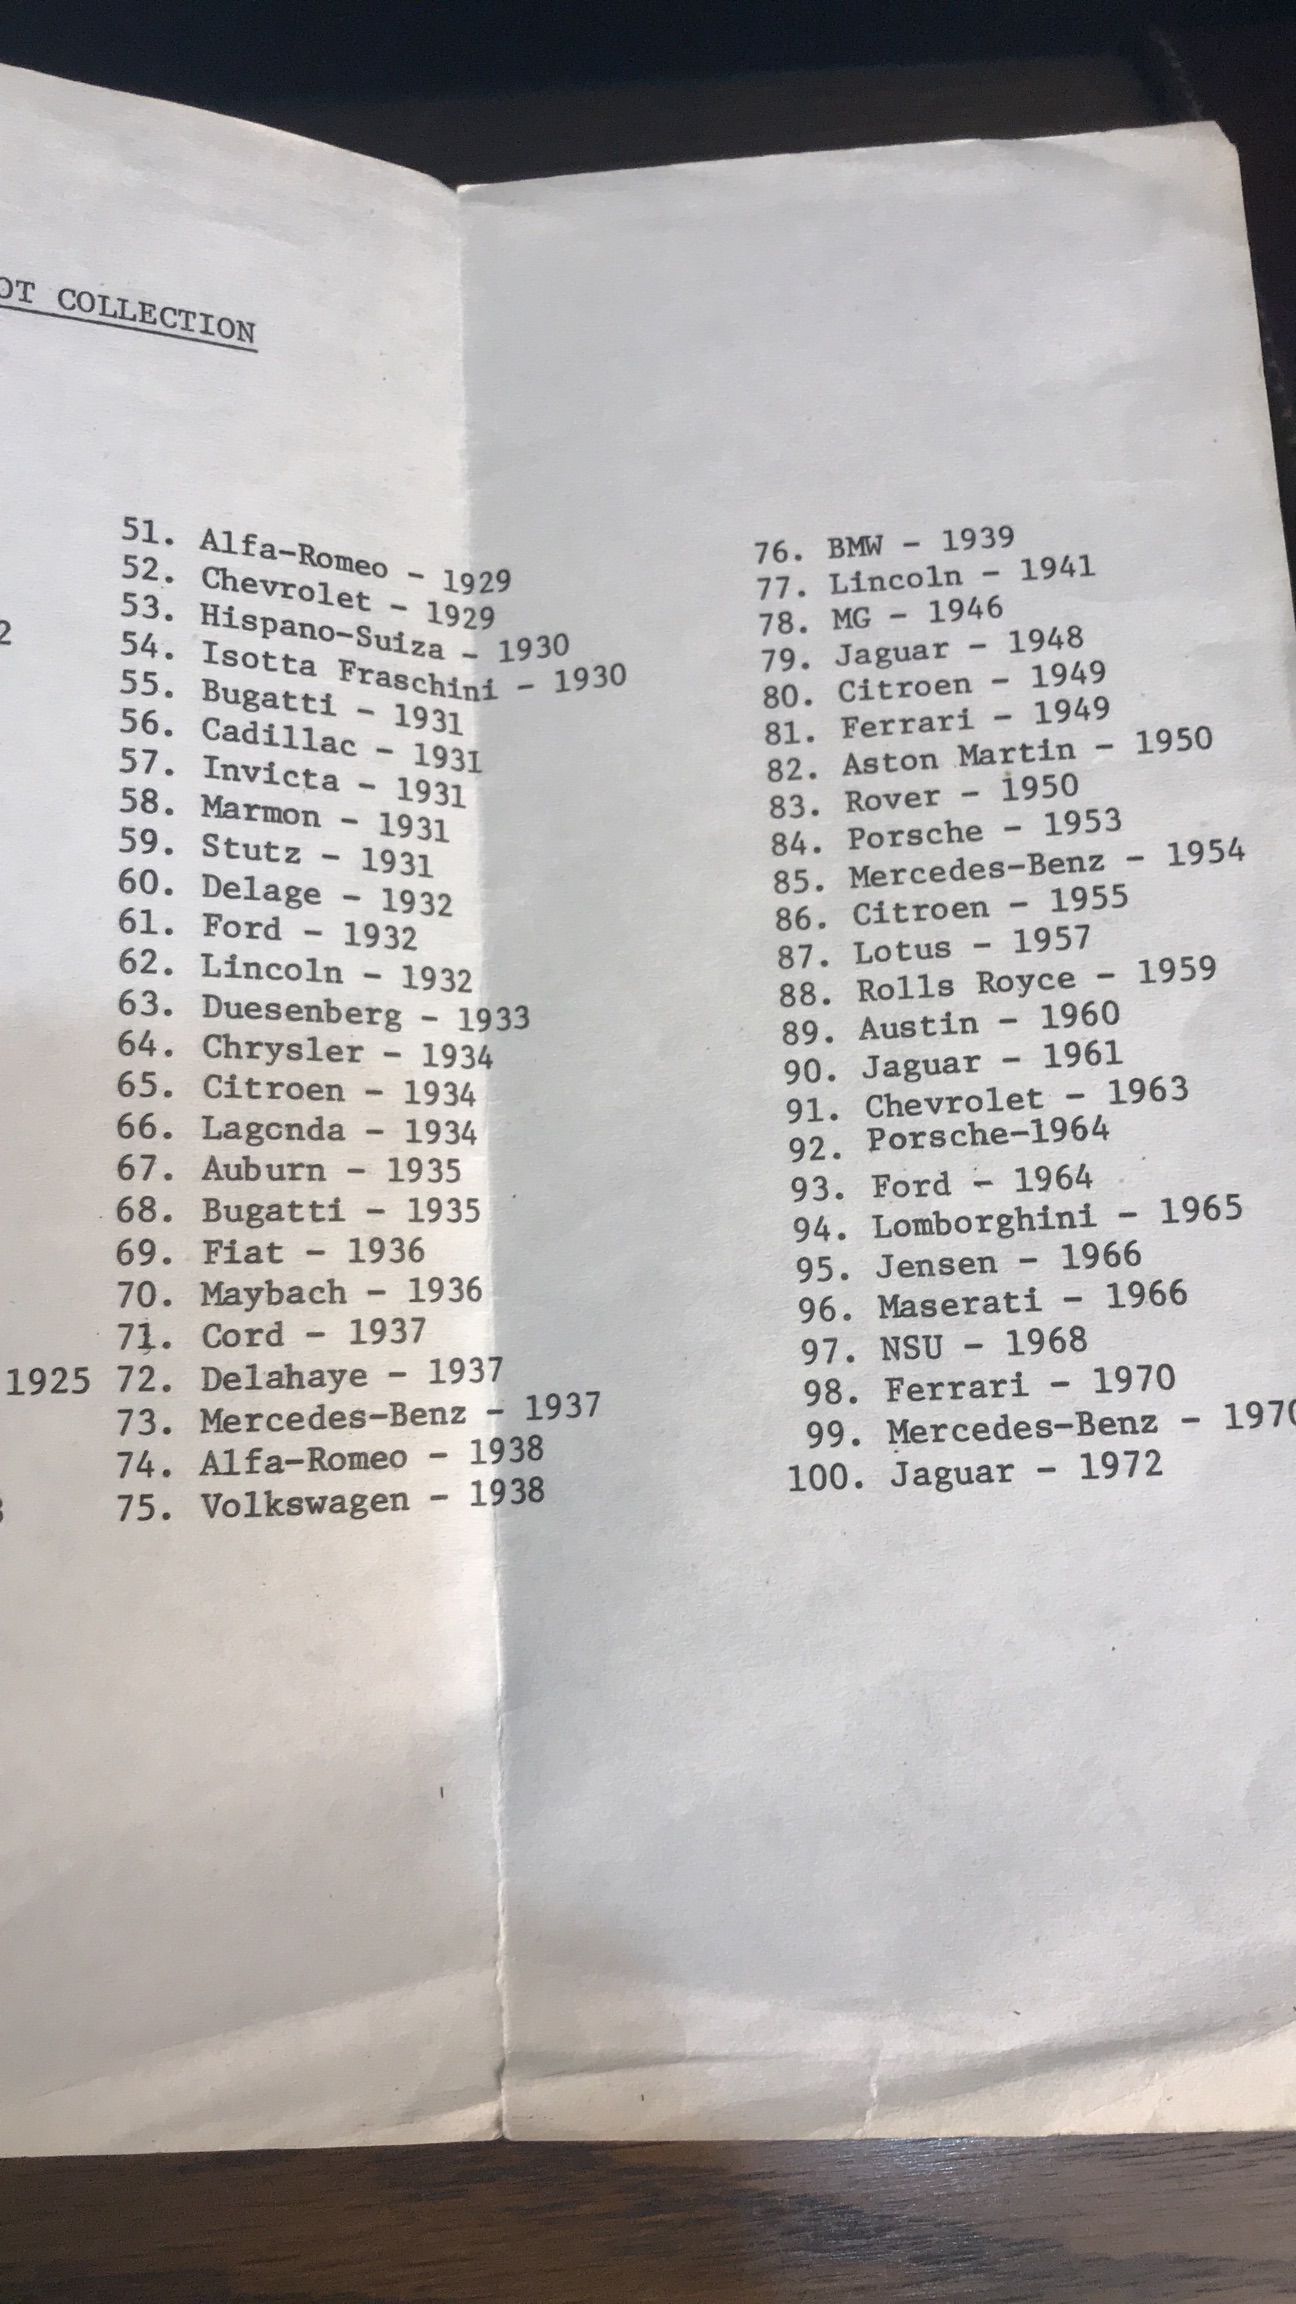 COLLECTION
51. Alfa-Romeo - 1929
52. Chevrolet - 1929
53. Hispano-Suiza - 1930
54. Isotta Fraschini - 1930
55. Bugatti - 1931
56. Cadillac - 1931
57. Invicta - 1931
58. Marmon - 1931
59. Stutz - 1931
60. Delage - 1932
61. Ford - 1932
62. Lincoln - 1932
63. Duesenberg - 1933
64. Chrysler - 1934
65. Citroen - 1934
66. Lagonda - 1934
67. Auburn - 1935
68. Bugatti - 1935
69. Fiat - 1936
70. Maybach - 1936
71. Cord - 1937
1925 72. Delahaye - 1937
73. Mercedes-Benz - 1937
74. Alfa-Romeo - 1938
75. Volkswagen - 1938
76. BMW - 1939
77. Lincoln - 1941
78. MG - 1946
79. Jaguar - 1948
80. Citroen - 1949
81. Ferrari - 1949
82. Aston Martin - 1950
83. Rover - 1950
84. Porsche - 1953
85. Mercedes-Benz - 1954
86. Citroen - 1955
87. Lotus - 1957
88. Rolls Royce - 1959
89. Austin - 1960
90. Jaguar - 1961
91. Chevrolet - 1963
92. Porsche-1964
93. Ford - 1964
94. Lomborghini - 1965
95. Jensen - 1966
96. Maserati - 1966
97. NSU - 1968
98. Ferrari - 1970
99. Mercedes-Benz - 1970
100. Jaguar - 1972